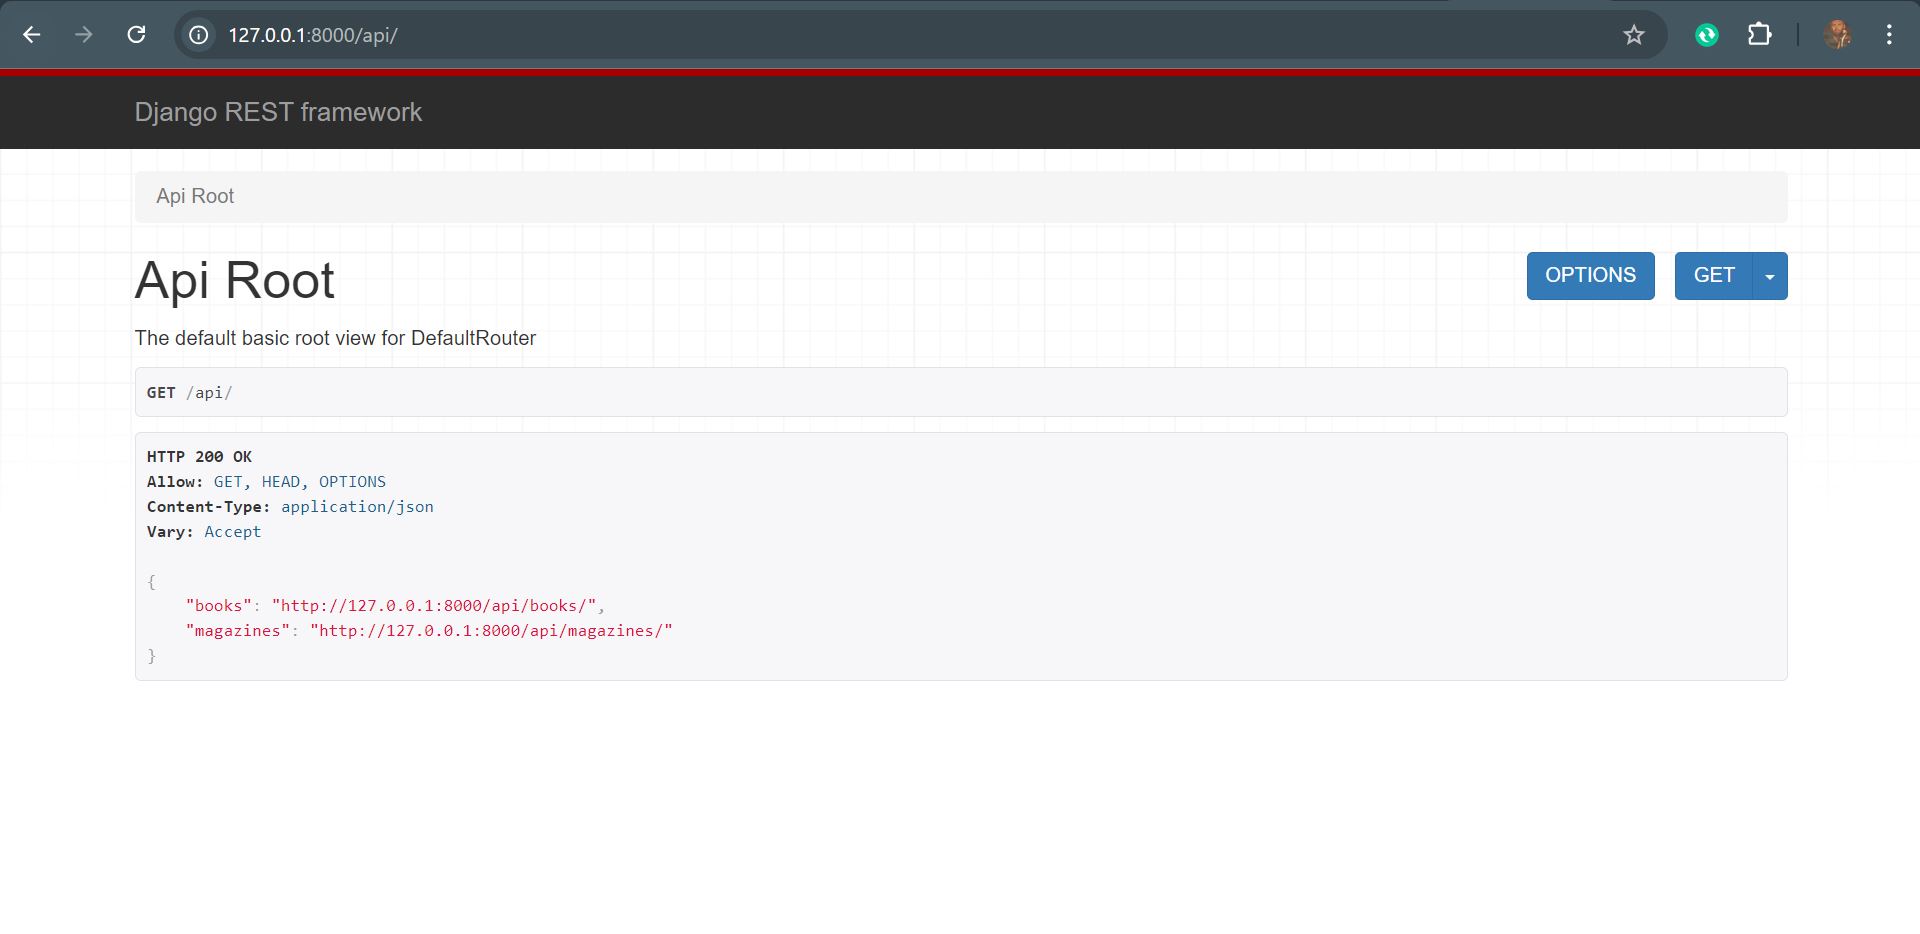 127.0.0.1:8000/api/
Django REST framework
Api Root
Api Root
OPTIONS
GET
The default basic root view for DefaultRouter
GET /api/
HTTP 200 OK
Allow: GET, HEAD, OPTIONS
Content-Type: application/json
Vary: Accept
{
    "books": "http://127.0.0.1:8000/api/books/",
    "magazines": "http://127.0.0.1:8000/api/magazines/"
}